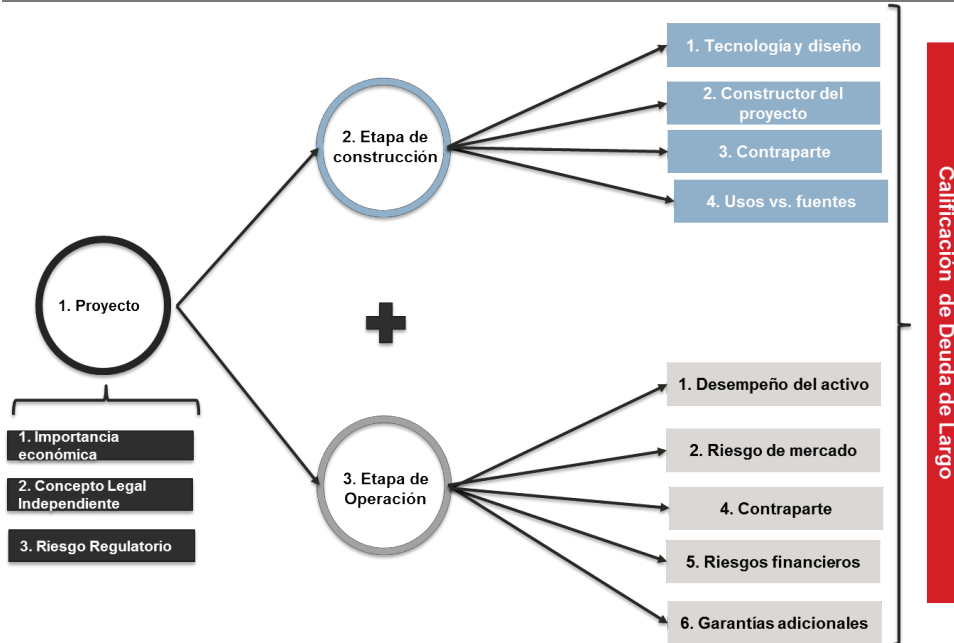 1. Proyecto
1. Importancia
económica
2. Concepto Legal
Independiente
3. Riesgo Regulatorio
2. Etapa de
construcción
1. Tecnología y diseño
2. Constructor del
proyecto
3. Contraparte
4. Usos vs. fuentes
3. Etapa de
Operación
1. Desempeño del activo
2. Riesgo de mercado
4. Contraparte
5. Riesgos financieros
6. Garantías adicionales
Calificación de Deuda de Largo